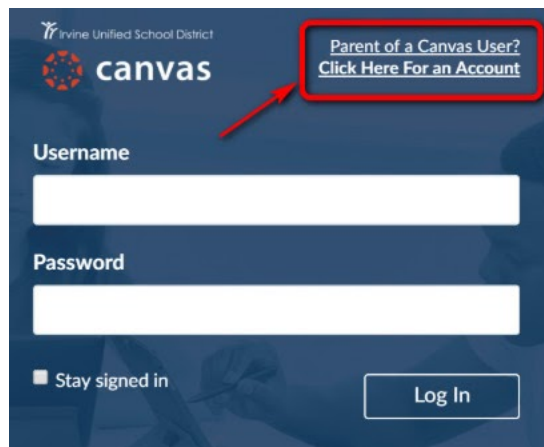 Irvine Unified School District
canvas
Parent of a Canvas User?
Click Here For an Account
Username
Password
Stay signed in
Log In